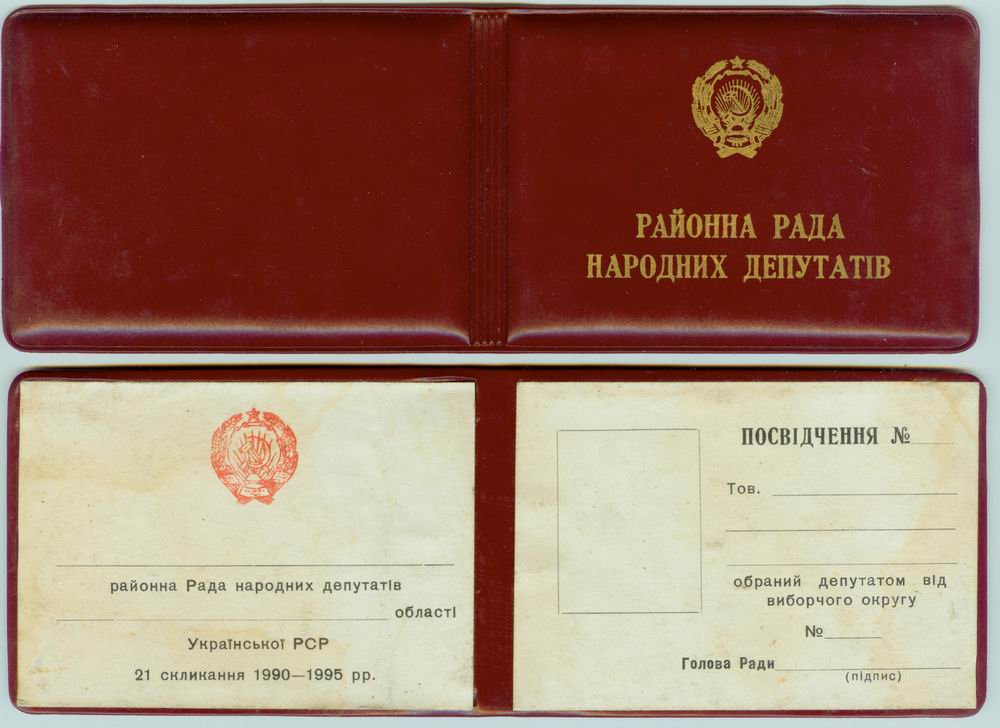 РАЙОННА РАДА
НАРОДНИХ ДЕПУТАТІВ
районна Рада народних депутатів
області
Української РСР
21 скликання 1990—1995 рр.
ПОСВІДЧЕННЯ №
Тов.
обраний депутатом від
виборчого округу
№
Голова Ради
(підпис)